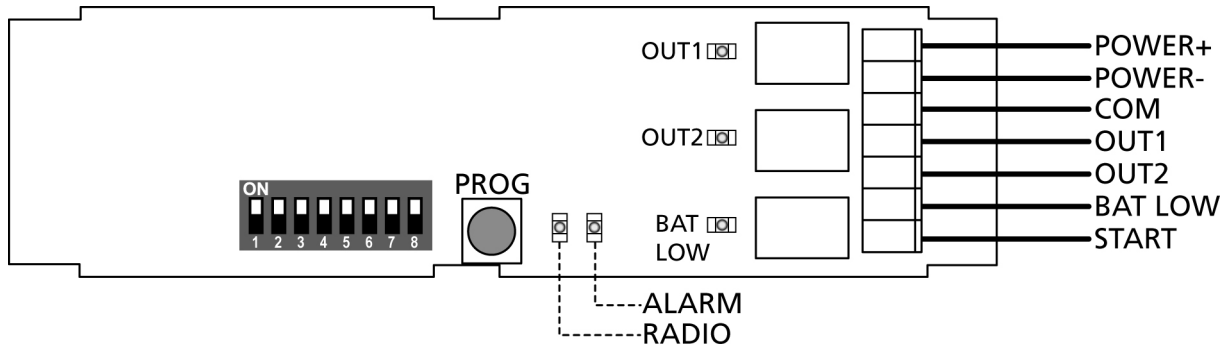 OUT1
POWER+
POWER-
COM
OUT2
OUT1
OUT2
ON
PROG
1 2 3 4 5 6 7 8
BAT
LOW
BAT LOW
START
ALARM
RADIO